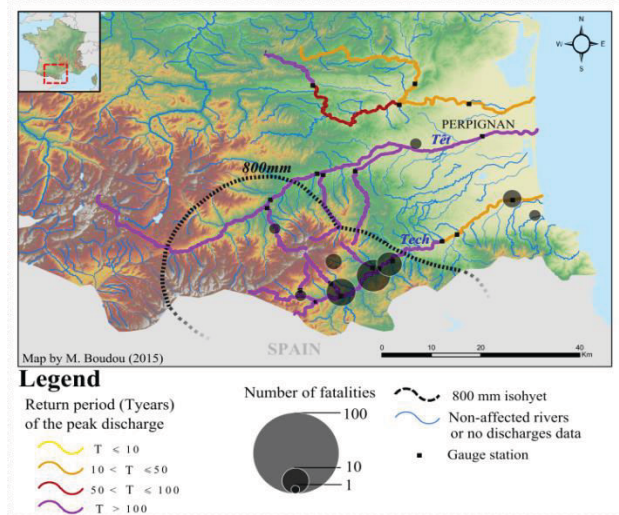 N
W E
S
PERPIGNAN
Têt
800mm
Tech
SPAIN
0 10 20 40
Km
Map by M. Boudou (2015)
Legend
Return period (Tyears)
of the peak discharge
T ≤ 10
10 < T ≤50
50 < T ≤ 100
T > 100
Number of fatalities
100
10
1
800 mm isohyet
Non-affected rivers
or no discharges data
Gauge station